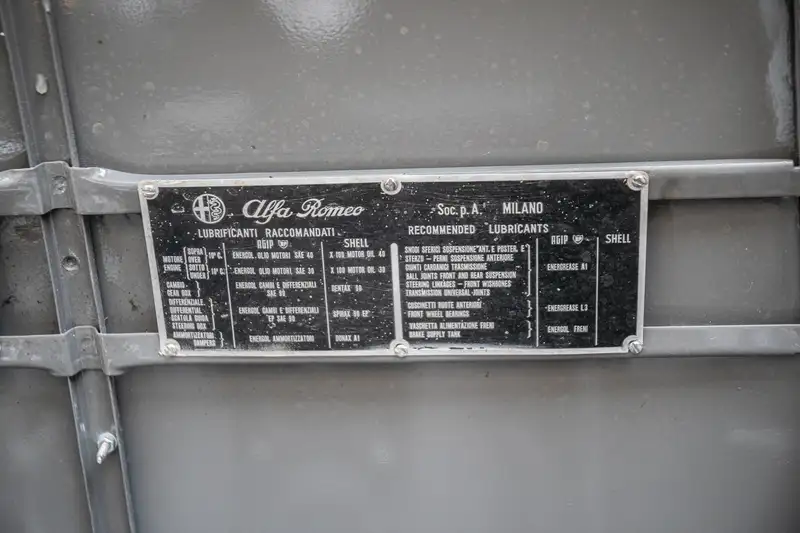 Alfa Romeo Soc. p. A. MILANO
LUBRIFICANTI RACCOMANDATI
AGIP BP SHELL
MOTORE ENGINE
SOPRA OVER 10° C. ENERGOL OLIO MOTORI SAE 40 X 100 MOTOR OIL 40
SOTTO UNDER 10° C. ENERGOL OLIO MOTORI SAE 30 X 100 MOTOR OIL 30
CAMBIO GEAR BOX ENERGOL CAMBI E DIFFERENZIALI SAE 90 DENTAX 90
DIFFERENZIALE DIFFERENTIAL
SCATOLA GUIDA STEERING BOX
ENERGOL CAMBI E DIFFERENZIALI EP SAE 90 SPIRAX 90 EP
AMMORTIZZATORI DAMPERS ENERGOL AMMORTIZZATORI DONAX A1
RECOMMENDED LUBRICANTS
AGIP BP SHELL
SNODI SFERICI SOSPENSIONE ANT. E POSTER. E
STERZO - PERNI SOSPENSIONE ANTERIORE
GIUNTI CARDANICI TRASMISSIONE
BALL JOINTS FRONT AND REAR SUSPENSION
STEERING LINKAGES - FRONT WISHBONES
TRANSMISSION UNIVERSAL-JOINTS
ENERGREASE A1
CUSCINETTI RUOTE ANTERIORI
FRONT WHEEL BEARINGS
ENERGREASE L3
VASCHETTA ALIMENTAZIONE FRENI
BRAKE SUPPLY TANK
ENERGOL FRENI